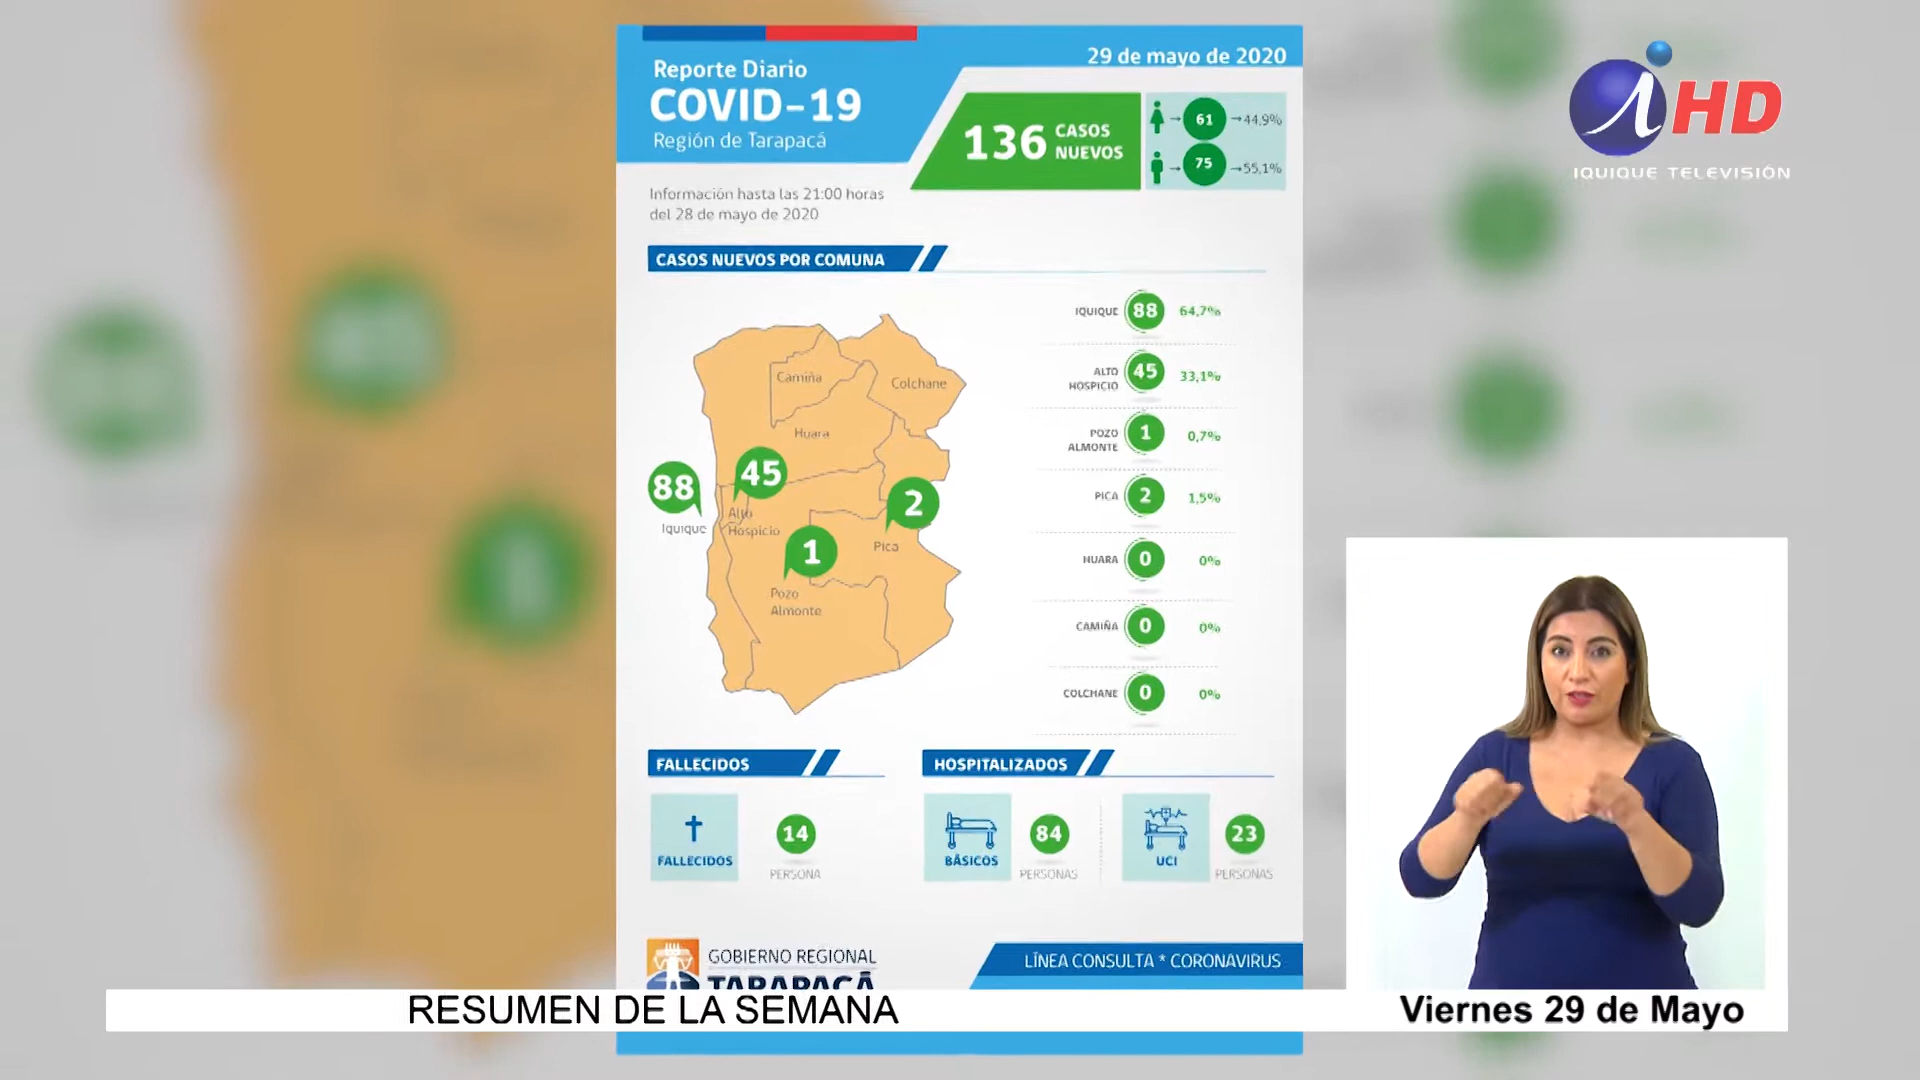 29 de mayo de 2020
Reporte Diario
COVID-19
Región de Tarapacá
136 CASOS NUEVOS
61 44,9%
75 55,1%
HD
IQUIQUE TELEVISIÓN
Información hasta las 21:00 horas
del 28 de mayo de 2020
CASOS NUEVOS POR COMUNA
Camiña
Colchane
Huara
88
Iquique
45
Alto
Hospicio
2
Pica
1
Pozo
Almonte
IQUIQUE 88 64,7%
ALTO
HOSPICIO 45 33,1%
POZO
ALMONTE 1 0,7%
PICA 2 1,5%
HUARA 0 0%
CAMIÑA 0 0%
COLCHANE 0 0%
FALLECIDOS
FALLECIDOS
14
PERSONA
HOSPITALIZADOS
BÁSICOS
84
PERSONAS
UCI
23
PERSONAS
GOBIERNO REGIONAL
TARAPACÁ
LÍNEA CONSULTA * CORONAVIRUS
RESUMEN DE LA SEMANA
Viernes 29 de Mayo